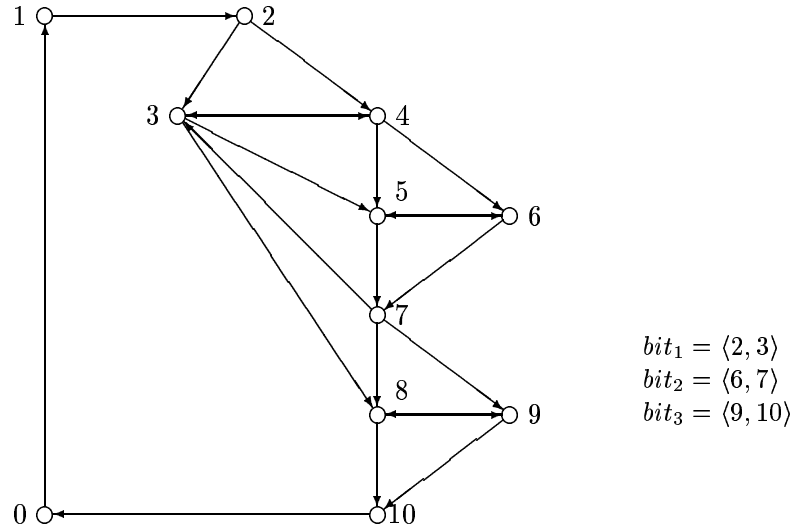 1 2
3 4
5
6
7
8
9
0 10
bit₁ = ⟨2, 3⟩
bit₂ = ⟨6, 7⟩
bit₃ = ⟨9, 10⟩